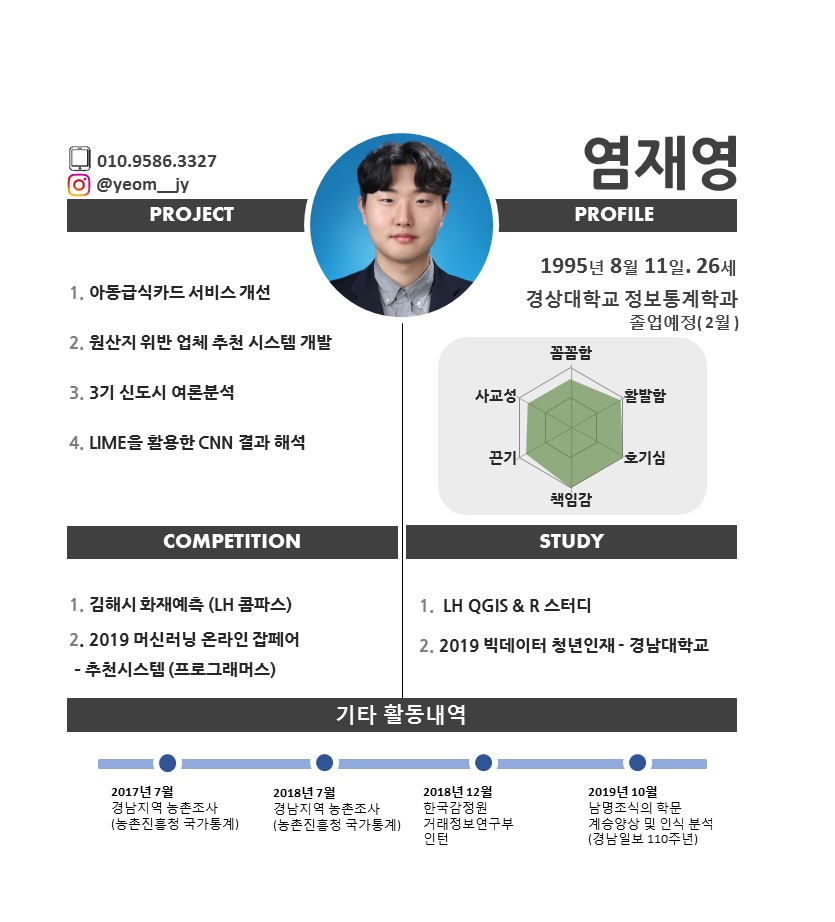 010.9586.3327
@yeom__jy
염재영
PROJECT
PROFILE
1. 아동급식카드 서비스 개선
2. 원산지 위반 업체 추천 시스템 개발
3. 3기 신도시 여론분석
4. LIME을 활용한 CNN 결과 해석
1995년 8월 11일. 26세
경상대학교 정보통계학과
졸업예정( 2월 )
꼼꼼함
활발함
호기심
책임감
끈기
사교성
COMPETITION
1. 김해시 화재예측 (LH 콤파스)
2. 2019 머신러닝 온라인 잡페어
- 추천시스템 (프로그래머스)
STUDY
1. LH QGIS & R 스터디
2. 2019 빅데이터 청년인재 - 경남대학교
기타 활동내역
2017년 7월
경남지역 농촌조사
(농촌진흥청 국가통계)
2018년 7월
경남지역 농촌조사
(농촌진흥청 국가통계)
2018년 12월
한국감정원
거래정보연구부
인턴
2019년 10월
남명조식의 학문
계승양상 및 인식 분석
(경남일보 110주년)